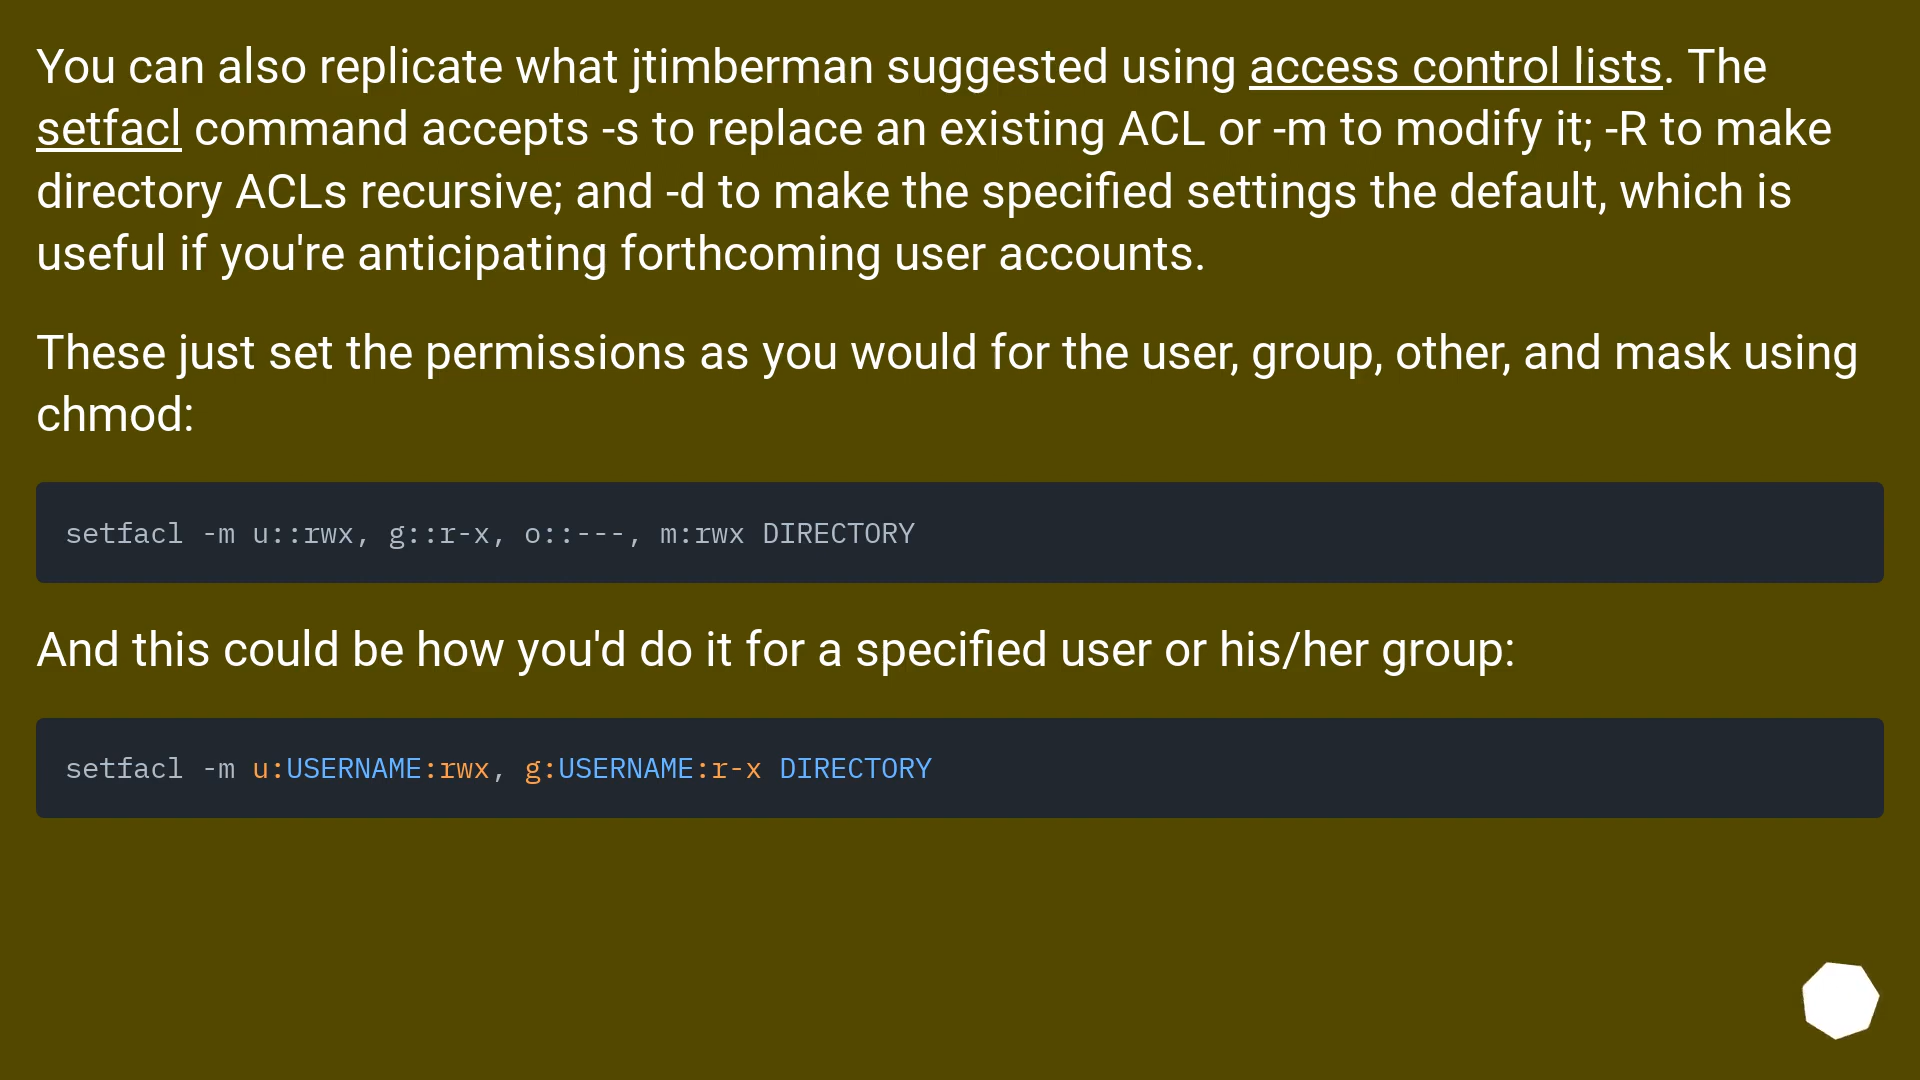 You can also replicate what jtimberman suggested using access control lists. The
setfacl command accepts -s to replace an existing ACL or -m to modify it; -R to make
directory ACLs recursive; and -d to make the specified settings the default, which is
useful if you're anticipating forthcoming user accounts.
These just set the permissions as you would for the user, group, other, and mask using
chmod:
setfacl -m u::rwx, g::r-x, o::---, m:rwx DIRECTORY
And this could be how you'd do it for a specified user or his/her group:
setfacl -m u:USERNAME:rwx, g:USERNAME:r-x DIRECTORY